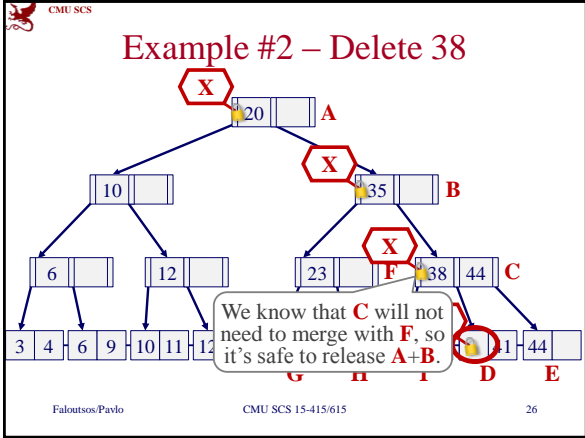 CMU SCS
Example #2 – Delete 38
X
20
A
X
10
35
B
X
6
12
23
F
38
44
C
We know that C will not
need to merge with F, so
it's safe to release A+B.
3 4 6 9 10 11 12 41 44
G H I D E
Faloutsos/Pavlo
CMU SCS 15-415/615
26